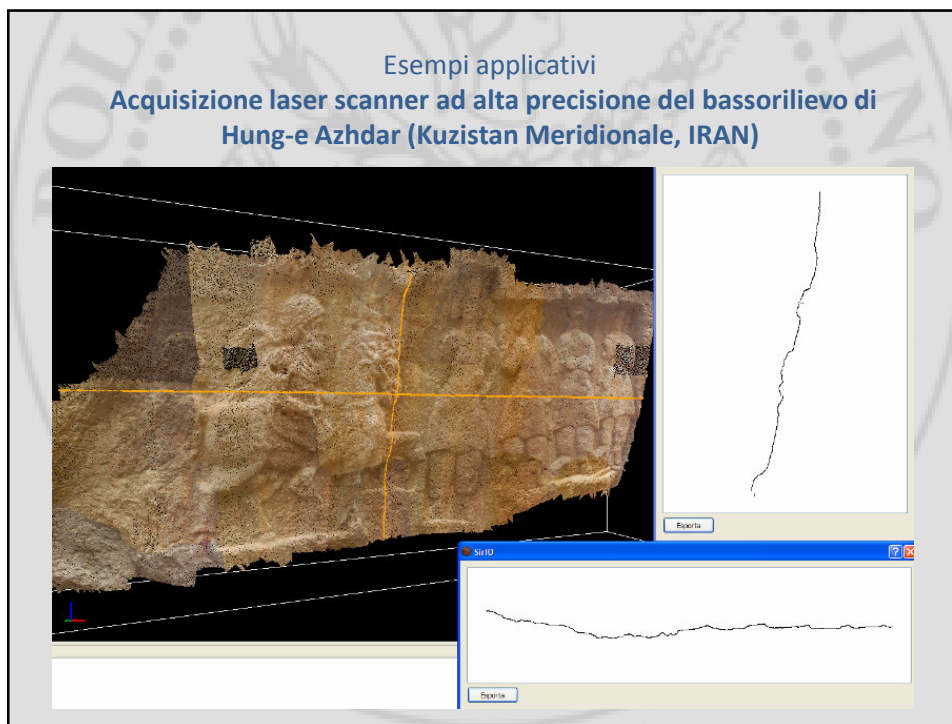 Esempi applicativi
Acquisizione laser scanner ad alta precisione del bassorilievo di
Hung-e Azhdar (Kuzistan Meridionale, IRAN)
Esporta
SirIO
Esporta